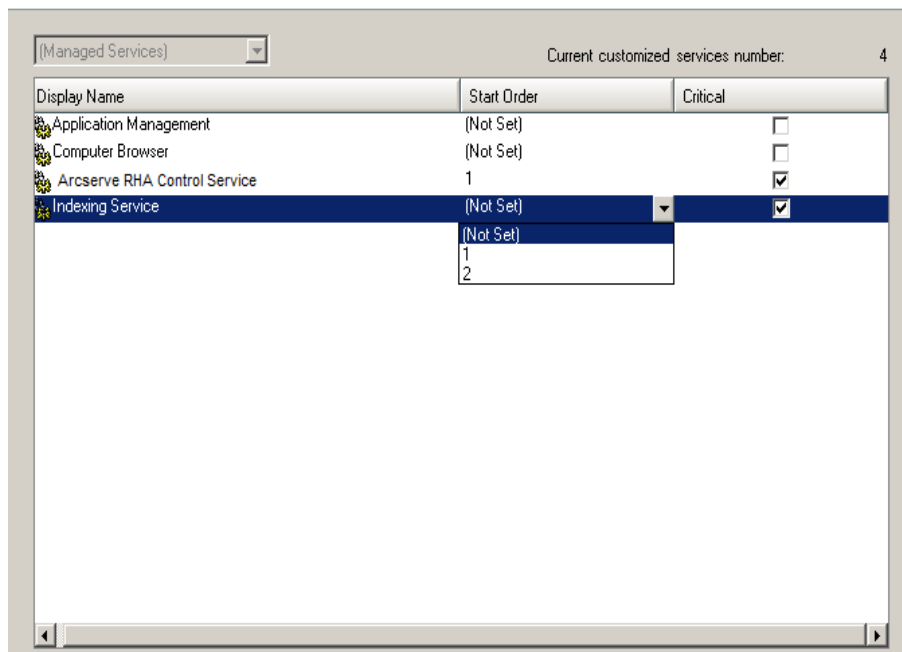 (Managed Services) Current customized services number: 4
Display Name Start Order Critical
Application Management (Not Set)
Computer Browser (Not Set)
Arcserve RHA Control Service 1
Indexing Service (Not Set)
(Not Set)
1
2